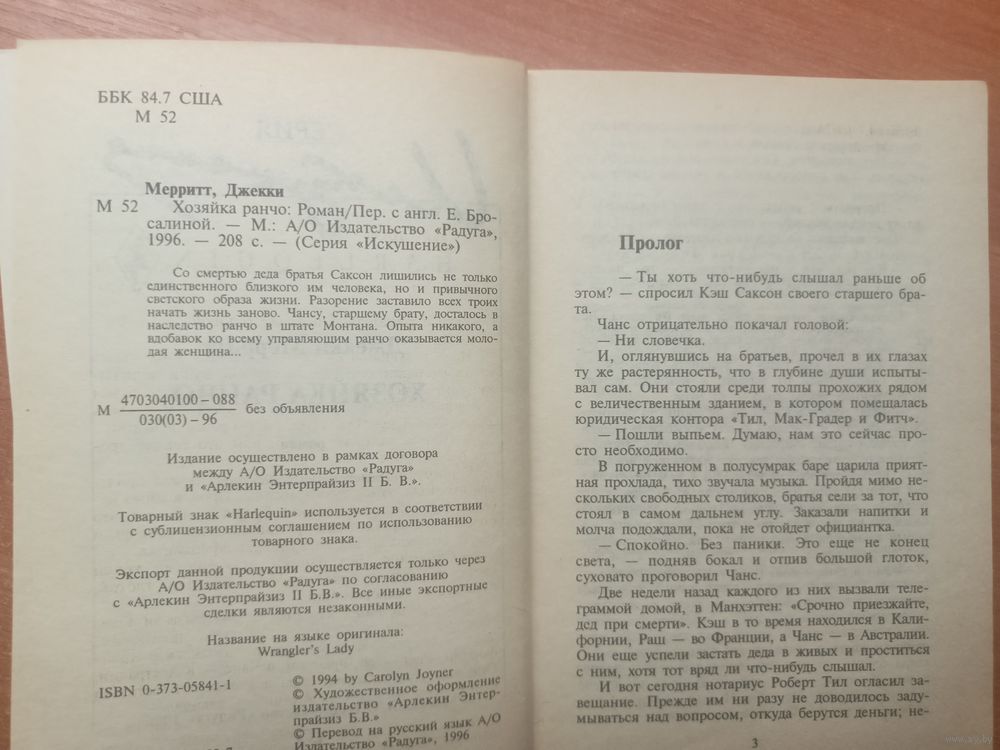 ББК 84.7 США
М 52
Мерритт, Джекки
М 52 Хозяйка ранчо: Роман/Пер. с англ. Е. Бро-
салиной. — М.: А/О Издательство «Радуга»,
1996. — 208 с. — (Серия «Искушение»)
Со смертью деда братья Саксон лишились не только
единственного близкого им человека, но и привычного
светского образа жизни. Разорение заставило всех троих
начать жизнь заново. Чансу, старшему брату, досталось в
наследство ранчо в штате Монтана. Опыта никакого, а
вдобавок ко всему управляющим ранчо оказывается моло-
дая женщина...
М 4703040100 – 088
030(03) – 96
без объявления
Издание осуществлено в рамках договора
между А/О Издательство «Радуга»
и «Арлекин Энтерпрайзиз II Б. В.».
Товарный знак «Harlequin» используется в соответствии
с сублицензионным соглашением по использованию
товарного знака.
Экспорт данной продукции осуществляется только через
А/О Издательство «Радуга» по согласованию
с «Арлекин Энтерпрайзиз II Б.В.». Все иные экспортные
сделки являются незаконными.
Название на языке оригинала:
Wrangler's Lady
© 1994 by Carolyn Joyner
© Художественное оформление
издательство «Арлекин Энтер-
прайзиз Б.В.»
© Перевод на русский язык А/О
Издательство «Радуга», 1996
ISBN 0-373-05841-1
Пролог
— Ты хоть что-нибудь слышал раньше об
этом? — спросил Кэш Саксон своего старшего бра-
та.
Чанс отрицательно покачал головой:
— Ни словечка.
И, оглянувшись на братьев, прочел в их глазах
ту же растерянность, что в глубине души испыты-
вал сам. Они стояли среди толпы прохожих рядом
с величественным зданием, в котором помещалась
юридическая контора «Тил, Мак-Градер и Фитч».
— Пошли выпьем. Думаю, нам это сейчас про-
сто необходимо.
В погруженном в полусумрак баре царила прият-
ная прохлада, тихо звучала музыка. Пройдя мимо не-
скольких свободных столиков, братья сели за тот, что
стоял в самом дальнем углу. Заказали напитки и
молча подождали, пока не отойдет официантка.
— Спокойно. Без паники. Это еще не конец
света, — подняв бокал и отпив большой глоток,
суховато проговорил Чанс.
Две недели назад каждого из них вызвали теле-
граммой домой, в Манхэттен: «Срочно приезжайте,
дед при смерти». Кэш в то время находился в Кали-
форнии, Раш — во Франции, а Чанс — в Австралии.
Они еще успели застать деда в живых и проститься
с ним, хотя тот вряд ли что-нибудь слышал.
И вот сегодня нотариус Роберт Тил огласил за-
вещание. Прежде им ни разу не доводилось заду-
мываться над вопросом, откуда берутся деньги; не-
3
www.ay.by